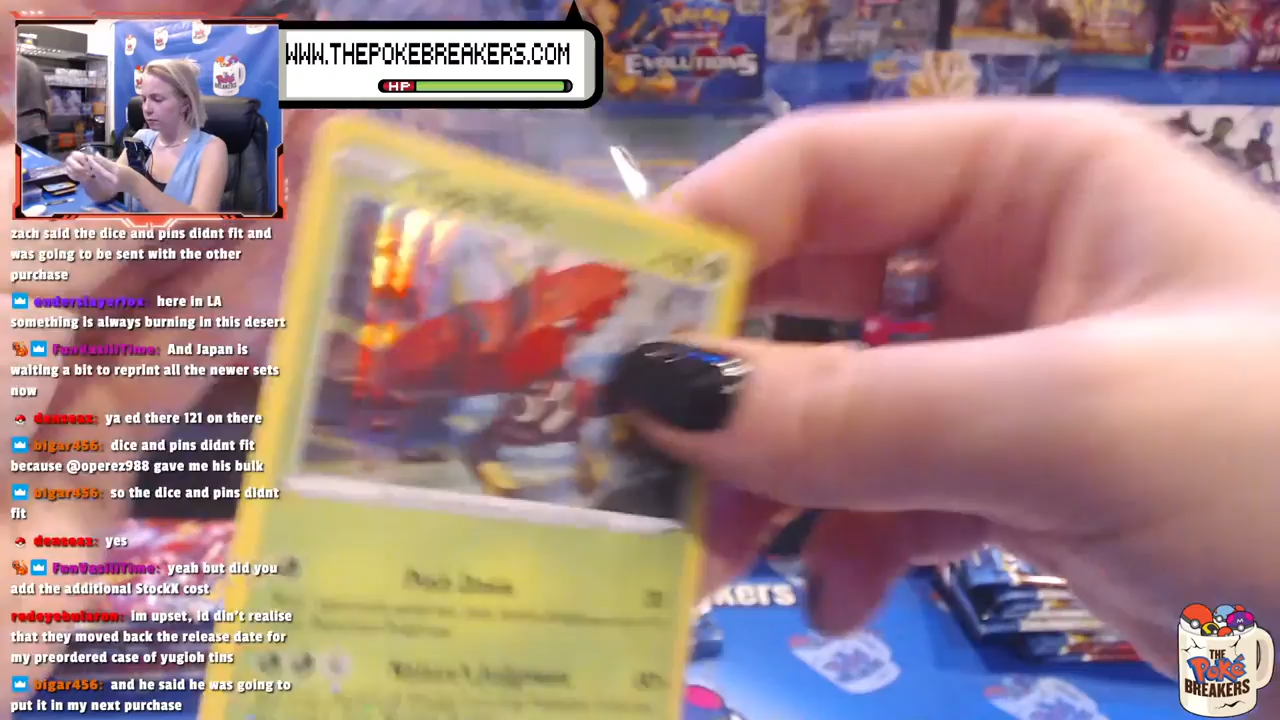 WWW.THEPOKEBREAKERS.COM
HP
POKÉMON
EVOLUTIONS
zach said the dice and pins didnt fit and
was going to be sent with the other
purchase
enderslayerfox: here in LA
something is always burning in this desert
FunVasiliTime: And Japan is
waiting a bit to reprint all the newer sets
now
denseaz: ya ed there 121 on there
bigar456: dice and pins didnt fit
because @operez988 gave me his bulk
bigar456: so the dice and pins didnt
fit
denseaz: yes
FunVasiliTime: yeah but did you
add the additional StockX cost
redeyebularon: im upset, id din't realise
that they moved back the release date for
my preordered case of yugioh tins
bigar456: and he said he was going to
put it in my next purchase
THE
Poké
BREAKERS